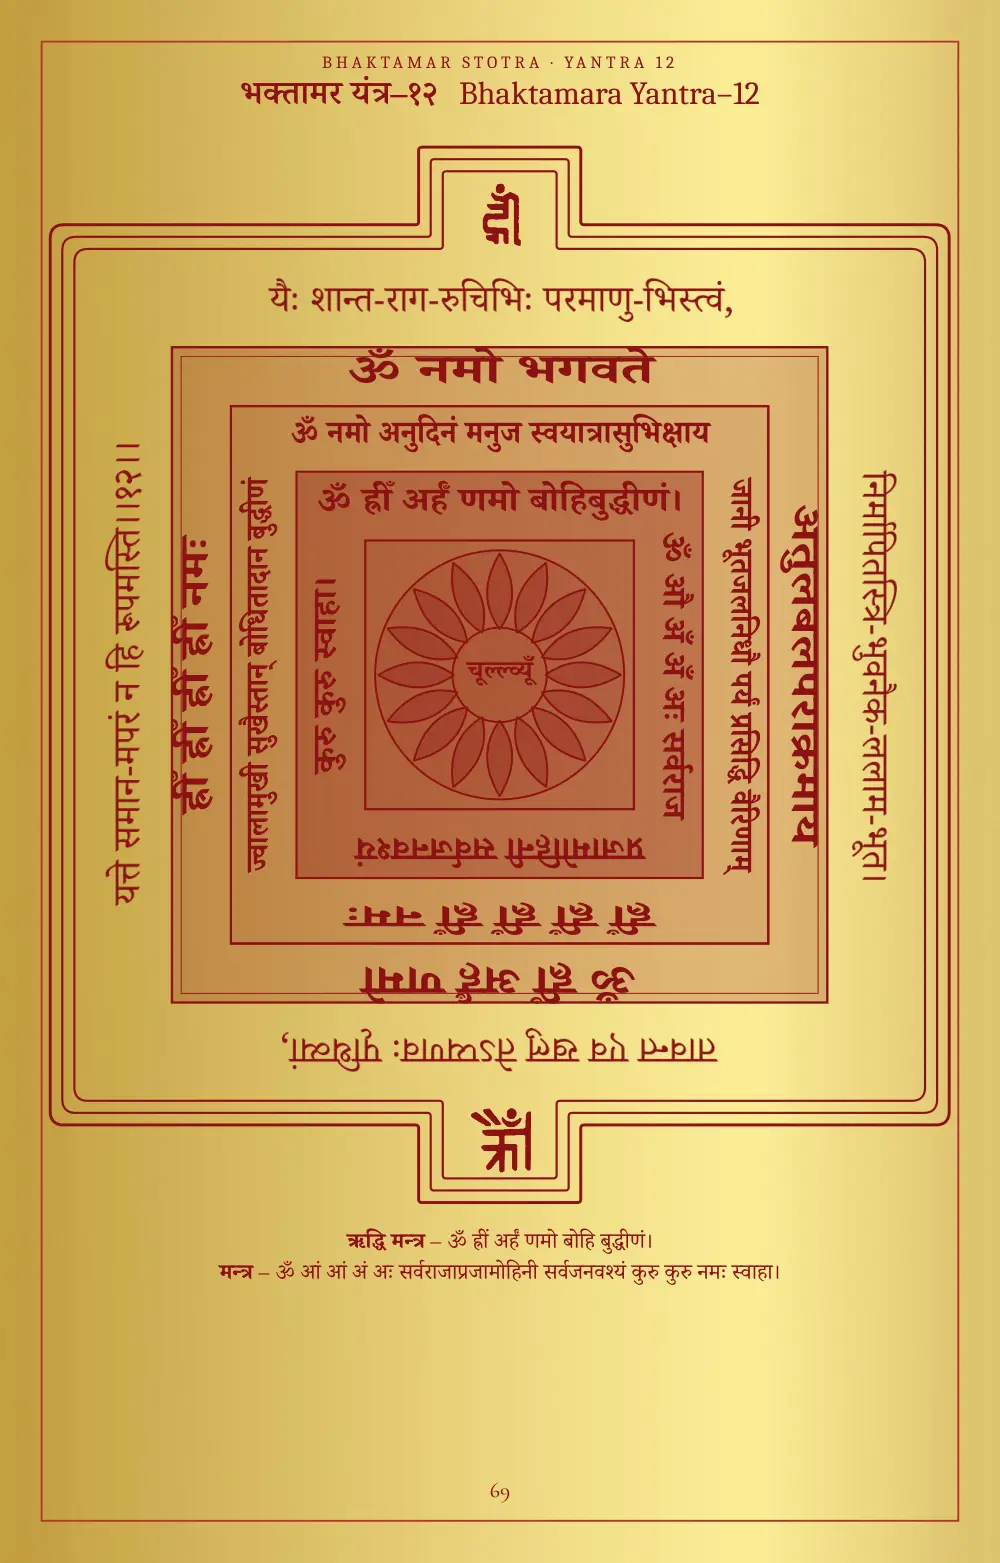 BHAKTAMAR STOTRA · YANTRA 12
भक्तामर यंत्र–१२ Bhaktamara Yantra–12
यैः शान्त-राग-रुचिभिः परमाणु-भिस्त्वं,
निर्मापितस्त्रि-भुवनैक-ललाम-भूत।
तावन्त एव खलु तेऽप्यणवः पृथिव्यां,
यत्ते समान-मपरं न हि रूपमस्ति।।१२।।
ॐ नमो भगवते
अतुलबलपराक्रमाय
ॐ ह्रीं अर्हं णमो
ह्रीं ह्रीं ह्रीं ह्रीं नमः
ॐ नमो अनुदिनं मनुज स्वयात्रासुभिक्षाय
जानी भूतजलनिधौ पर्यं प्रसिद्धि वैरिणाम्
ह्रीं ह्रीं ह्रीं ह्रीं नमः
ज्वालामुखी सुखैस्तान् बोधितादान बुद्धीणं
ॐ ह्रीँ अर्हं णमो बोहिबुद्धीणं।
ॐ औ अँ अँ अः सर्वराज
प्रजामोहिनी सर्वजनवश्यं
कुरु कुरु स्वाहा।
ऋद्धि मन्त्र – ॐ ह्रीं अर्हं णमो बोहि बुद्धीणं।
मन्त्र – ॐ आं आं अं अः सर्वराजाप्रजामोहिनी सर्वजनवश्यं कुरु कुरु नमः स्वाहा।
69